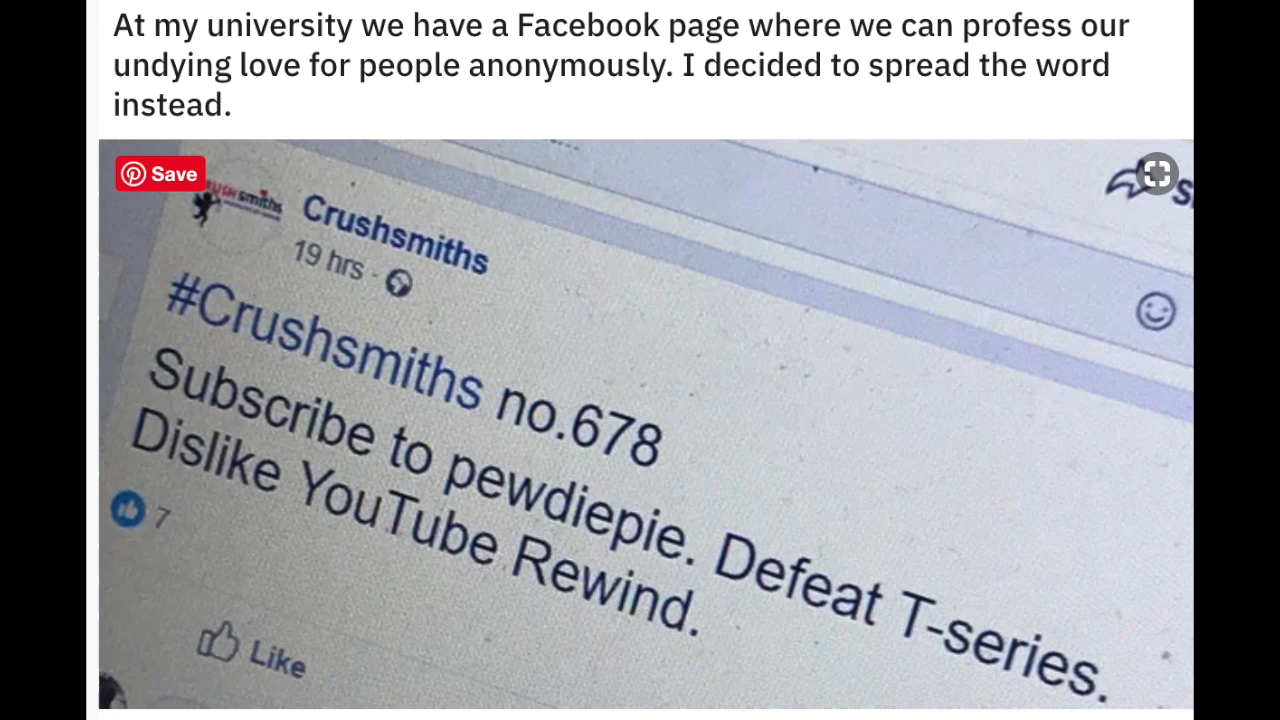 At my university we have a Facebook page where we can profess our
undying love for people anonymously. I decided to spread the word
instead.
Save
Crushsmiths
19 hrs
#Crushsmiths no.678
Subscribe to pewdiepie. Defeat T-series.
Dislike YouTube Rewind.
7
Like